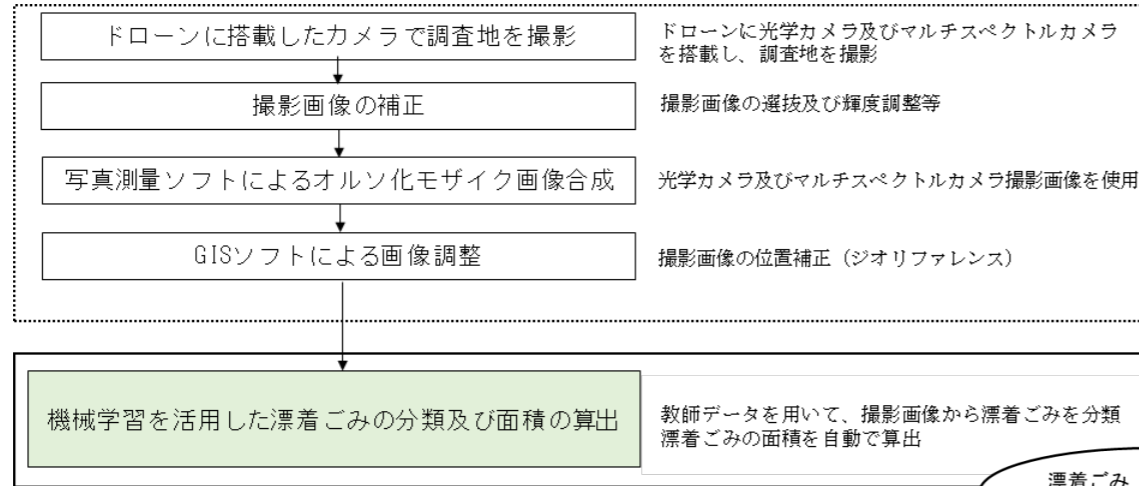 ドローンに搭載したカメラで調査地を撮影
ドローンに光学カメラ及びマルチスペクトルカメラ
を搭載し、調査地を撮影
撮影画像の補正
撮影画像の選抜及び輝度調整等
写真測量ソフトによるオルソ化モザイク画像合成
光学カメラ及びマルチスペクトルカメラ撮影画像を使用
GISソフトによる画像調整
撮影画像の位置補正（ジオリファレンス）
機械学習を活用した漂着ごみの分類及び面積の算出
教師データを用いて、撮影画像から漂着ごみを分類
漂着ごみの面積を自動で算出
漂着ごみ